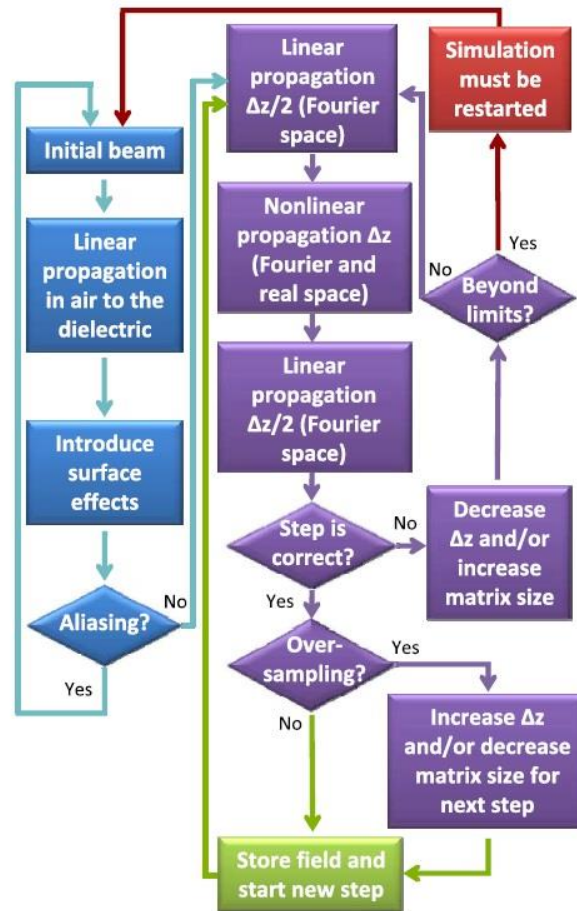 Initial beam
Linear
propagation
in air to the
dielectric
Introduce
surface
effects
Aliasing?
No
Yes
Linear
propagation
Δz/2 (Fourier
space)
Nonlinear
propagation Δz
(Fourier and
real space)
Linear
propagation
Δz/2 (Fourier
space)
Step is
correct?
No
Yes
Over-
sampling?
Yes
No
Increase Δz
and/or decrease
matrix size for
next step
Store field and
start new step
Decrease
Δz and/or
increase
matrix size
Beyond
limits?
No
Yes
Simulation
must be
restarted